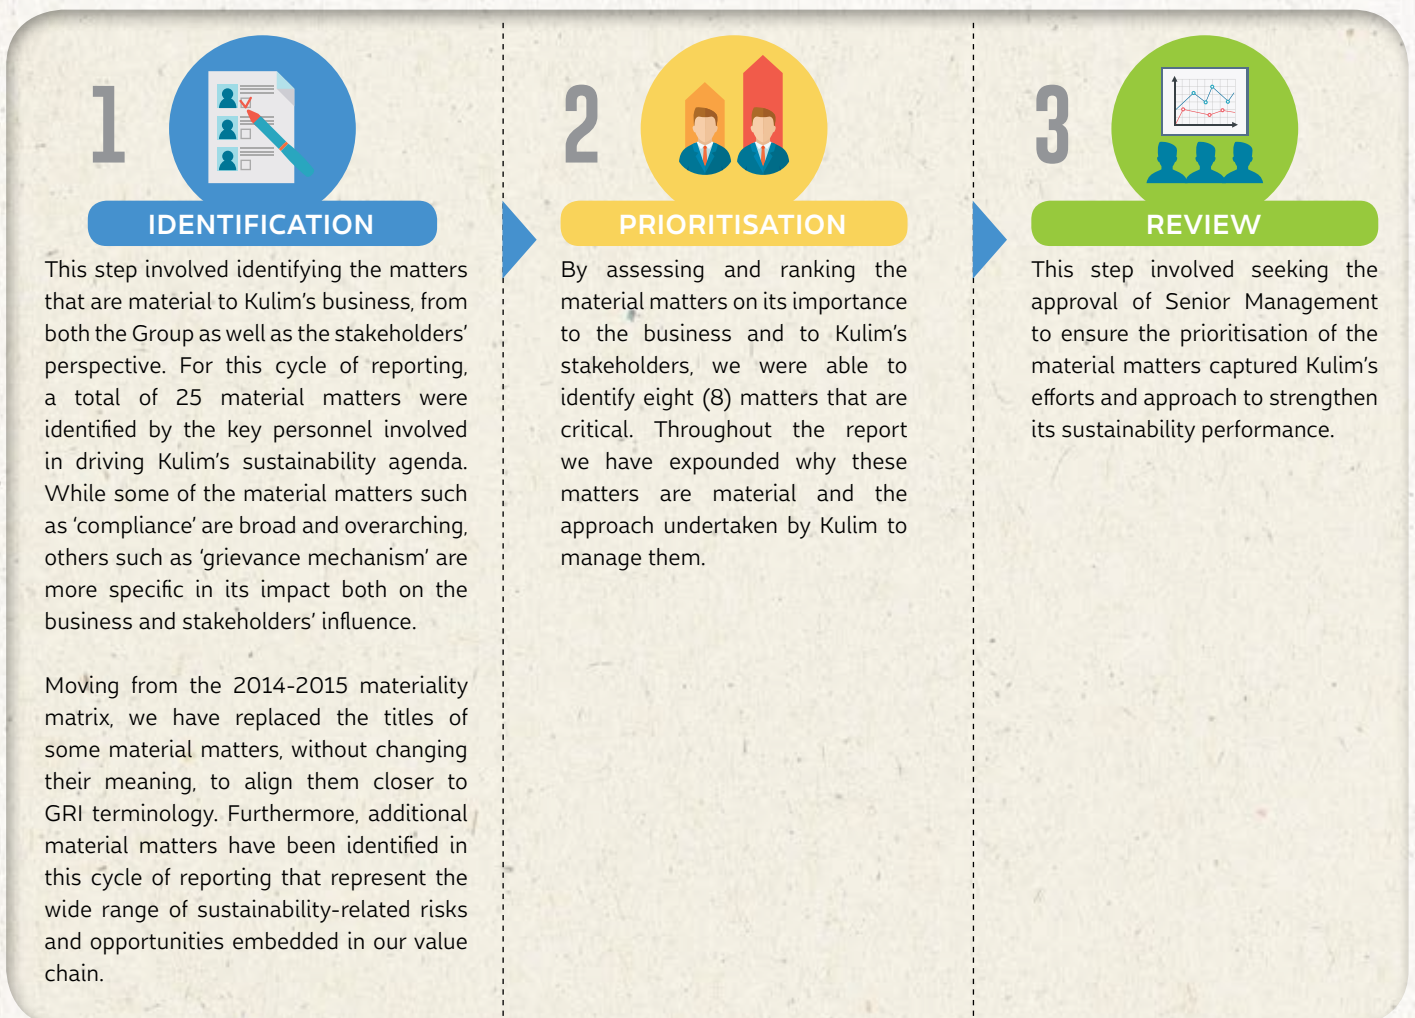 1
IDENTIFICATION
This step involved identifying the matters
that are material to Kulim's business, from
both the Group as well as the stakeholders'
perspective. For this cycle of reporting,
a total of 25 material matters were
identified by the key personnel involved
in driving Kulim's sustainability agenda.
While some of the material matters such
as ‘compliance’ are broad and overarching,
others such as ‘grievance mechanism’ are
more specific in its impact both on the
business and stakeholders' influence.
Moving from the 2014-2015 materiality
matrix, we have replaced the titles of
some material matters, without changing
their meaning, to align them closer to
GRI terminology. Furthermore, additional
material matters have been identified in
this cycle of reporting that represent the
wide range of sustainability-related risks
and opportunities embedded in our value
chain.
2
PRIORITISATION
By assessing and ranking the
material matters on its importance
to the business and to Kulim's
stakeholders, we were able to
identify eight (8) matters that are
critical. Throughout the report
we have expounded why these
matters are material and the
approach undertaken by Kulim to
manage them.
3
REVIEW
This step involved seeking the
approval of Senior Management
to ensure the prioritisation of the
material matters captured Kulim's
efforts and approach to strengthen
its sustainability performance.